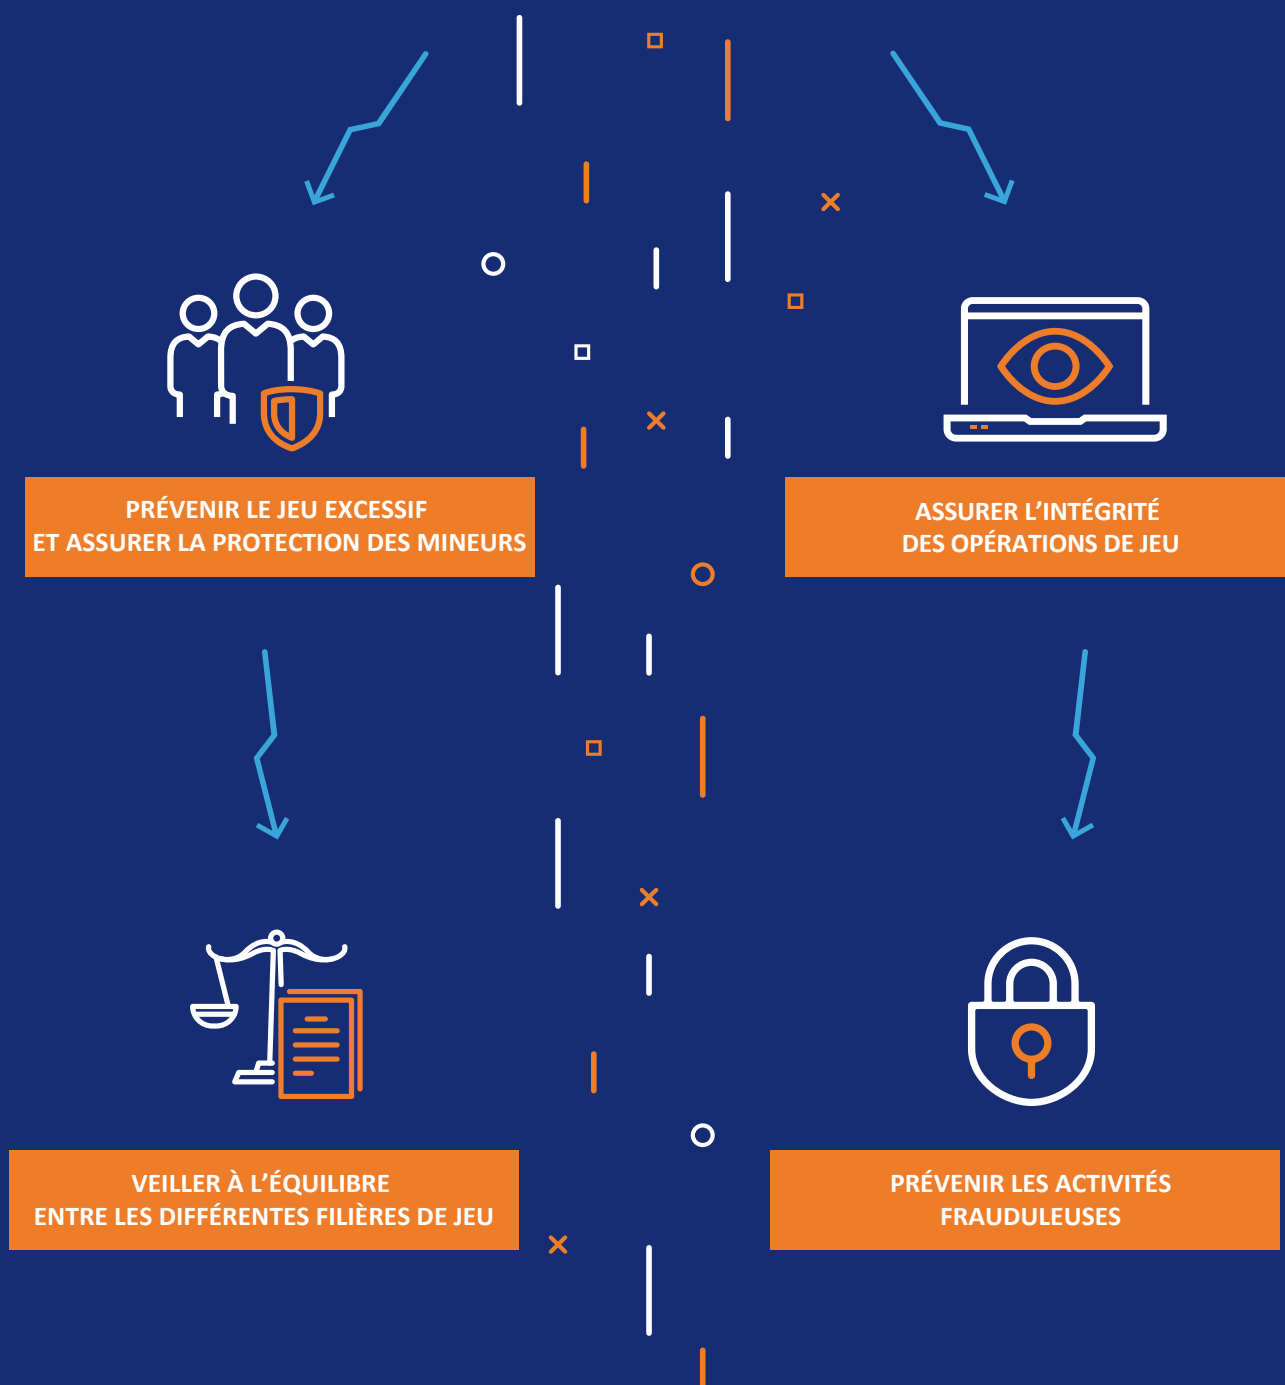 PRÉVENIR LE JEU EXCESSIF
ET ASSURER LA PROTECTION DES MINEURS
ASSURER L’INTÉGRITÉ
DES OPÉRATIONS DE JEU
VEILLER À L’ÉQUILIBRE
ENTRE LES DIFFÉRENTES FILIÈRES DE JEU
PRÉVENIR LES ACTIVITÉS
FRAUDULEUSES